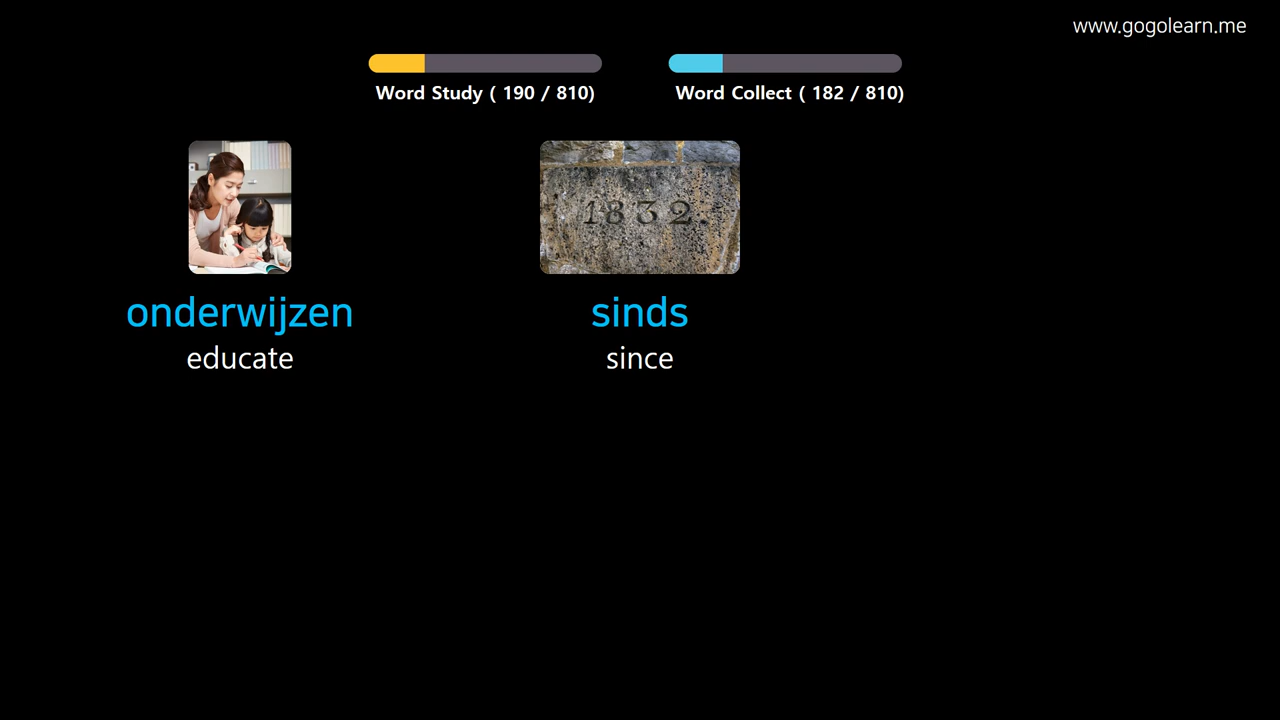 www.gogolearn.me
Word Study ( 190 / 810)
Word Collect ( 182 / 810)
1832.
onderwijzen
sinds
educate
since